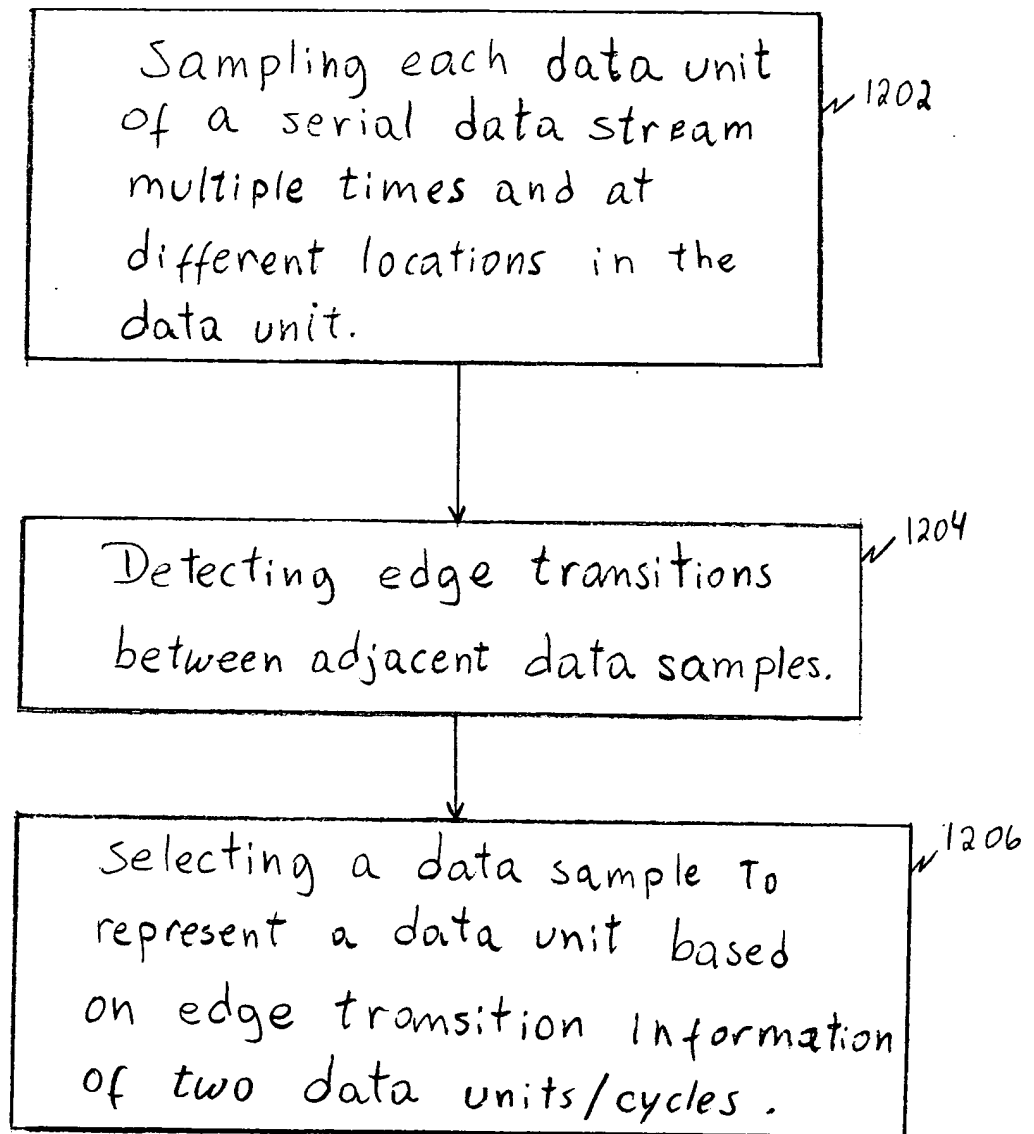 Sampling each data unit
of a serial data stream
multiple times and at
different locations in the
data unit.
1202
Detecting edge transitions
between adjacent data samples.
1204
Selecting a data sample To
represent a data unit based
on edge transition Information
of two data units/cycles.
1206